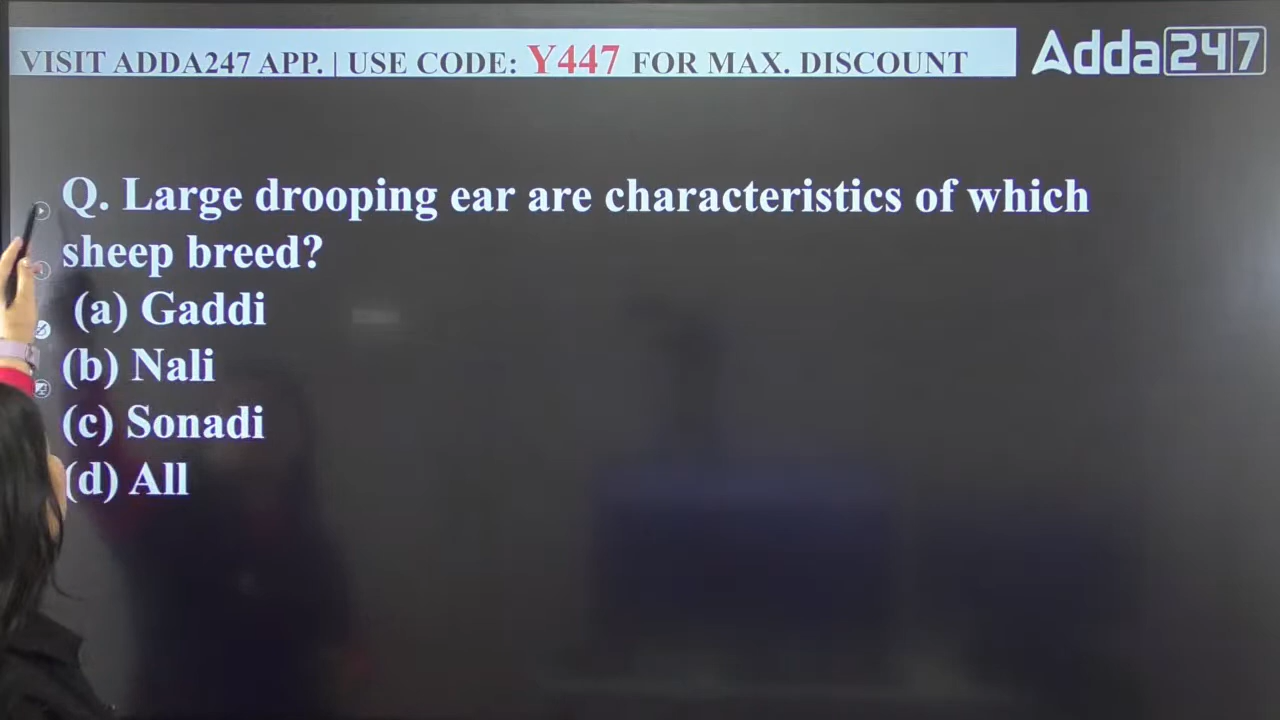 VISIT ADDA247 APP. | USE CODE: Y447 FOR MAX. DISCOUNT
Adda247
Q. Large drooping ear are characteristics of which
sheep breed?
(a) Gaddi
(b) Nali
(c) Sonadi
(d) All